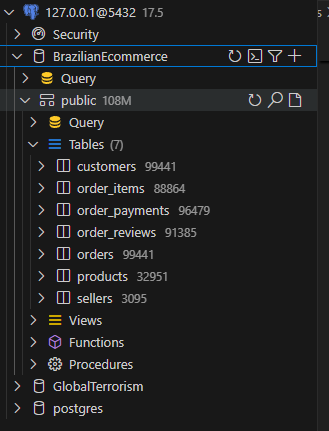 127.0.0.1@5432 17.5
Security
BrazilianEcommerce
Query
public 108M
Query
Tables (7)
customers 99441
order_items 88864
order_payments 96479
order_reviews 91385
orders 99441
products 32951
sellers 3095
Views
Functions
Procedures
GlobalTerrorism
postgres